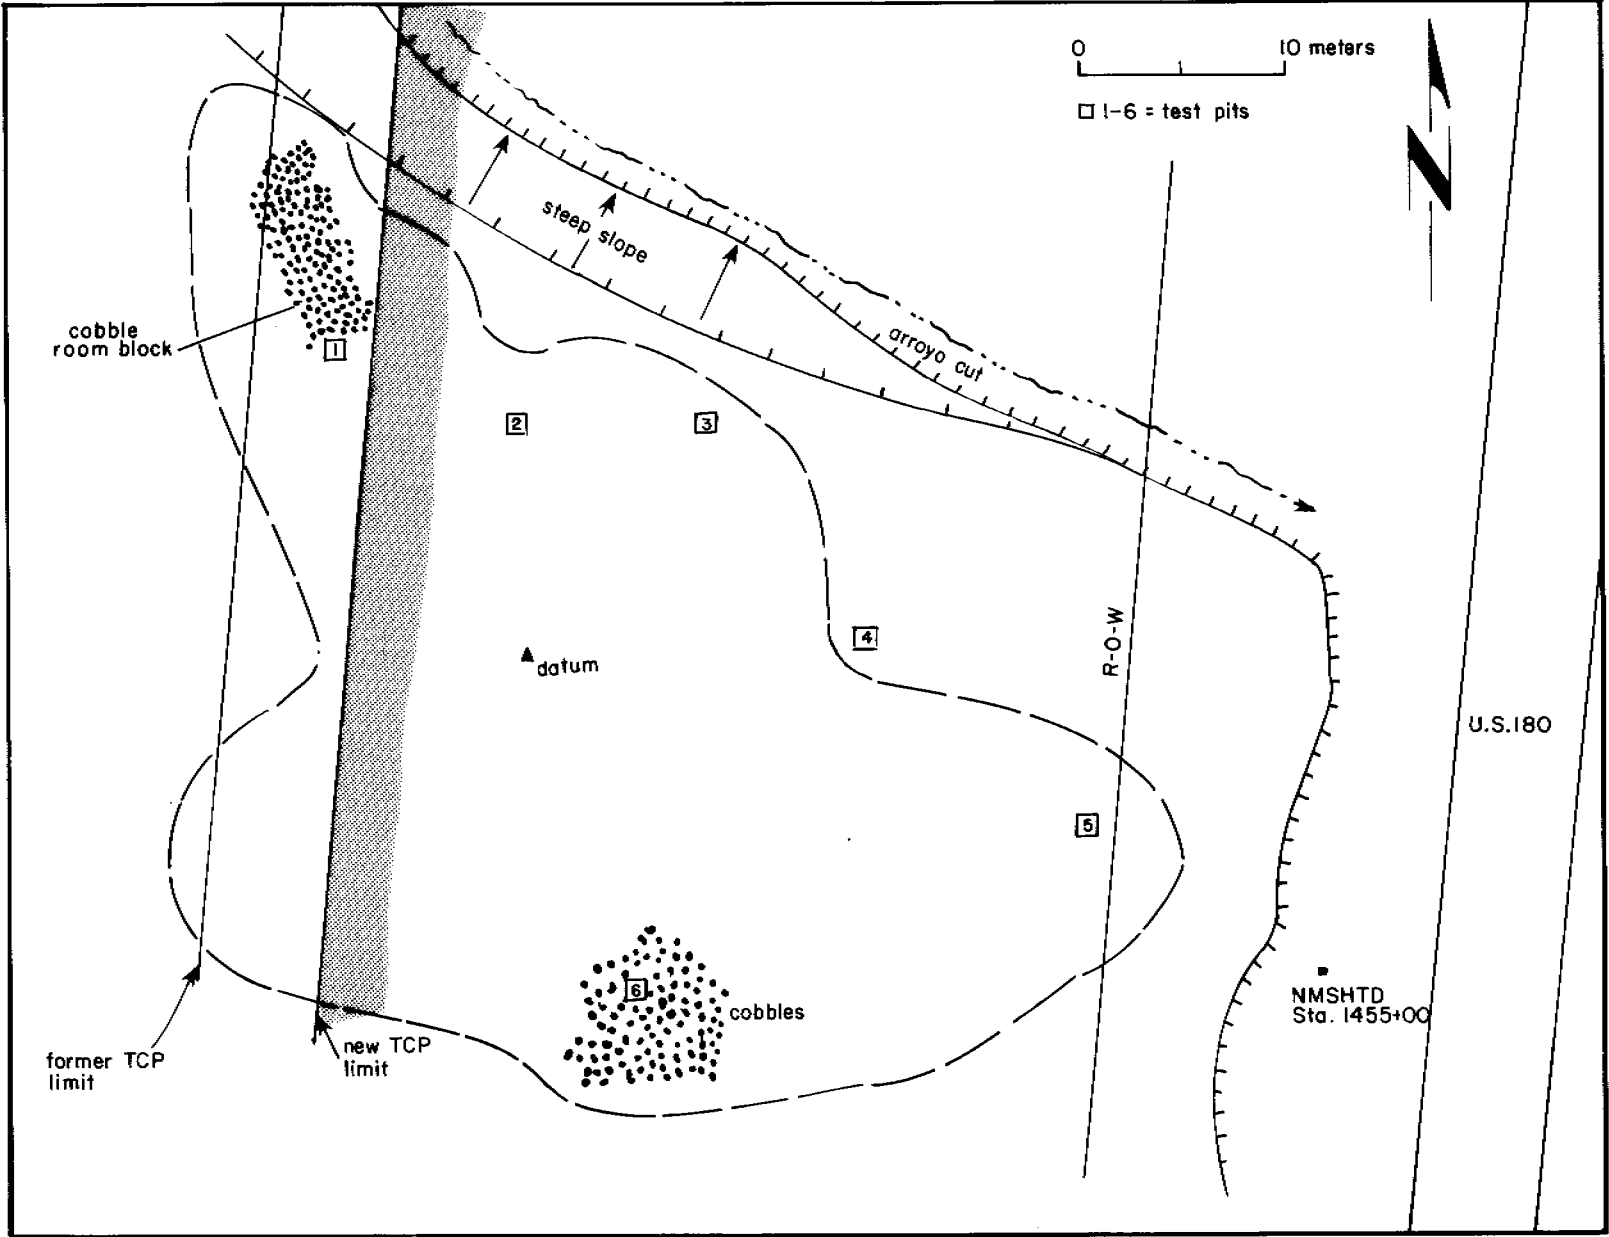 0 10 meters
1-6 = test pits
N
steep slope
arroyo cut
cobble
room block
1
2
3
4
datum
R-O-W
U.S. 180
5
6
cobbles
NMSHTD
Sta. 1455+00
former TCP
limit
new TCP
limit